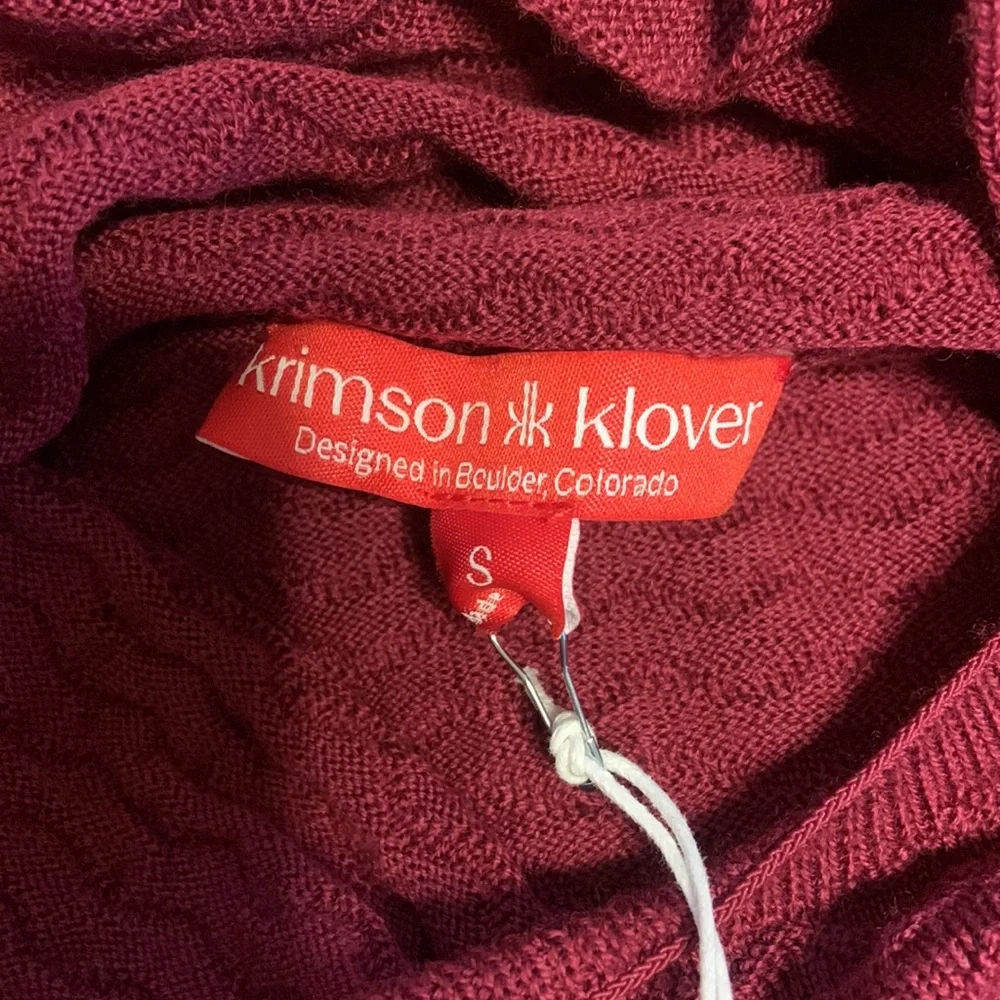 krimson klover
Designed in Boulder, Colorado
S